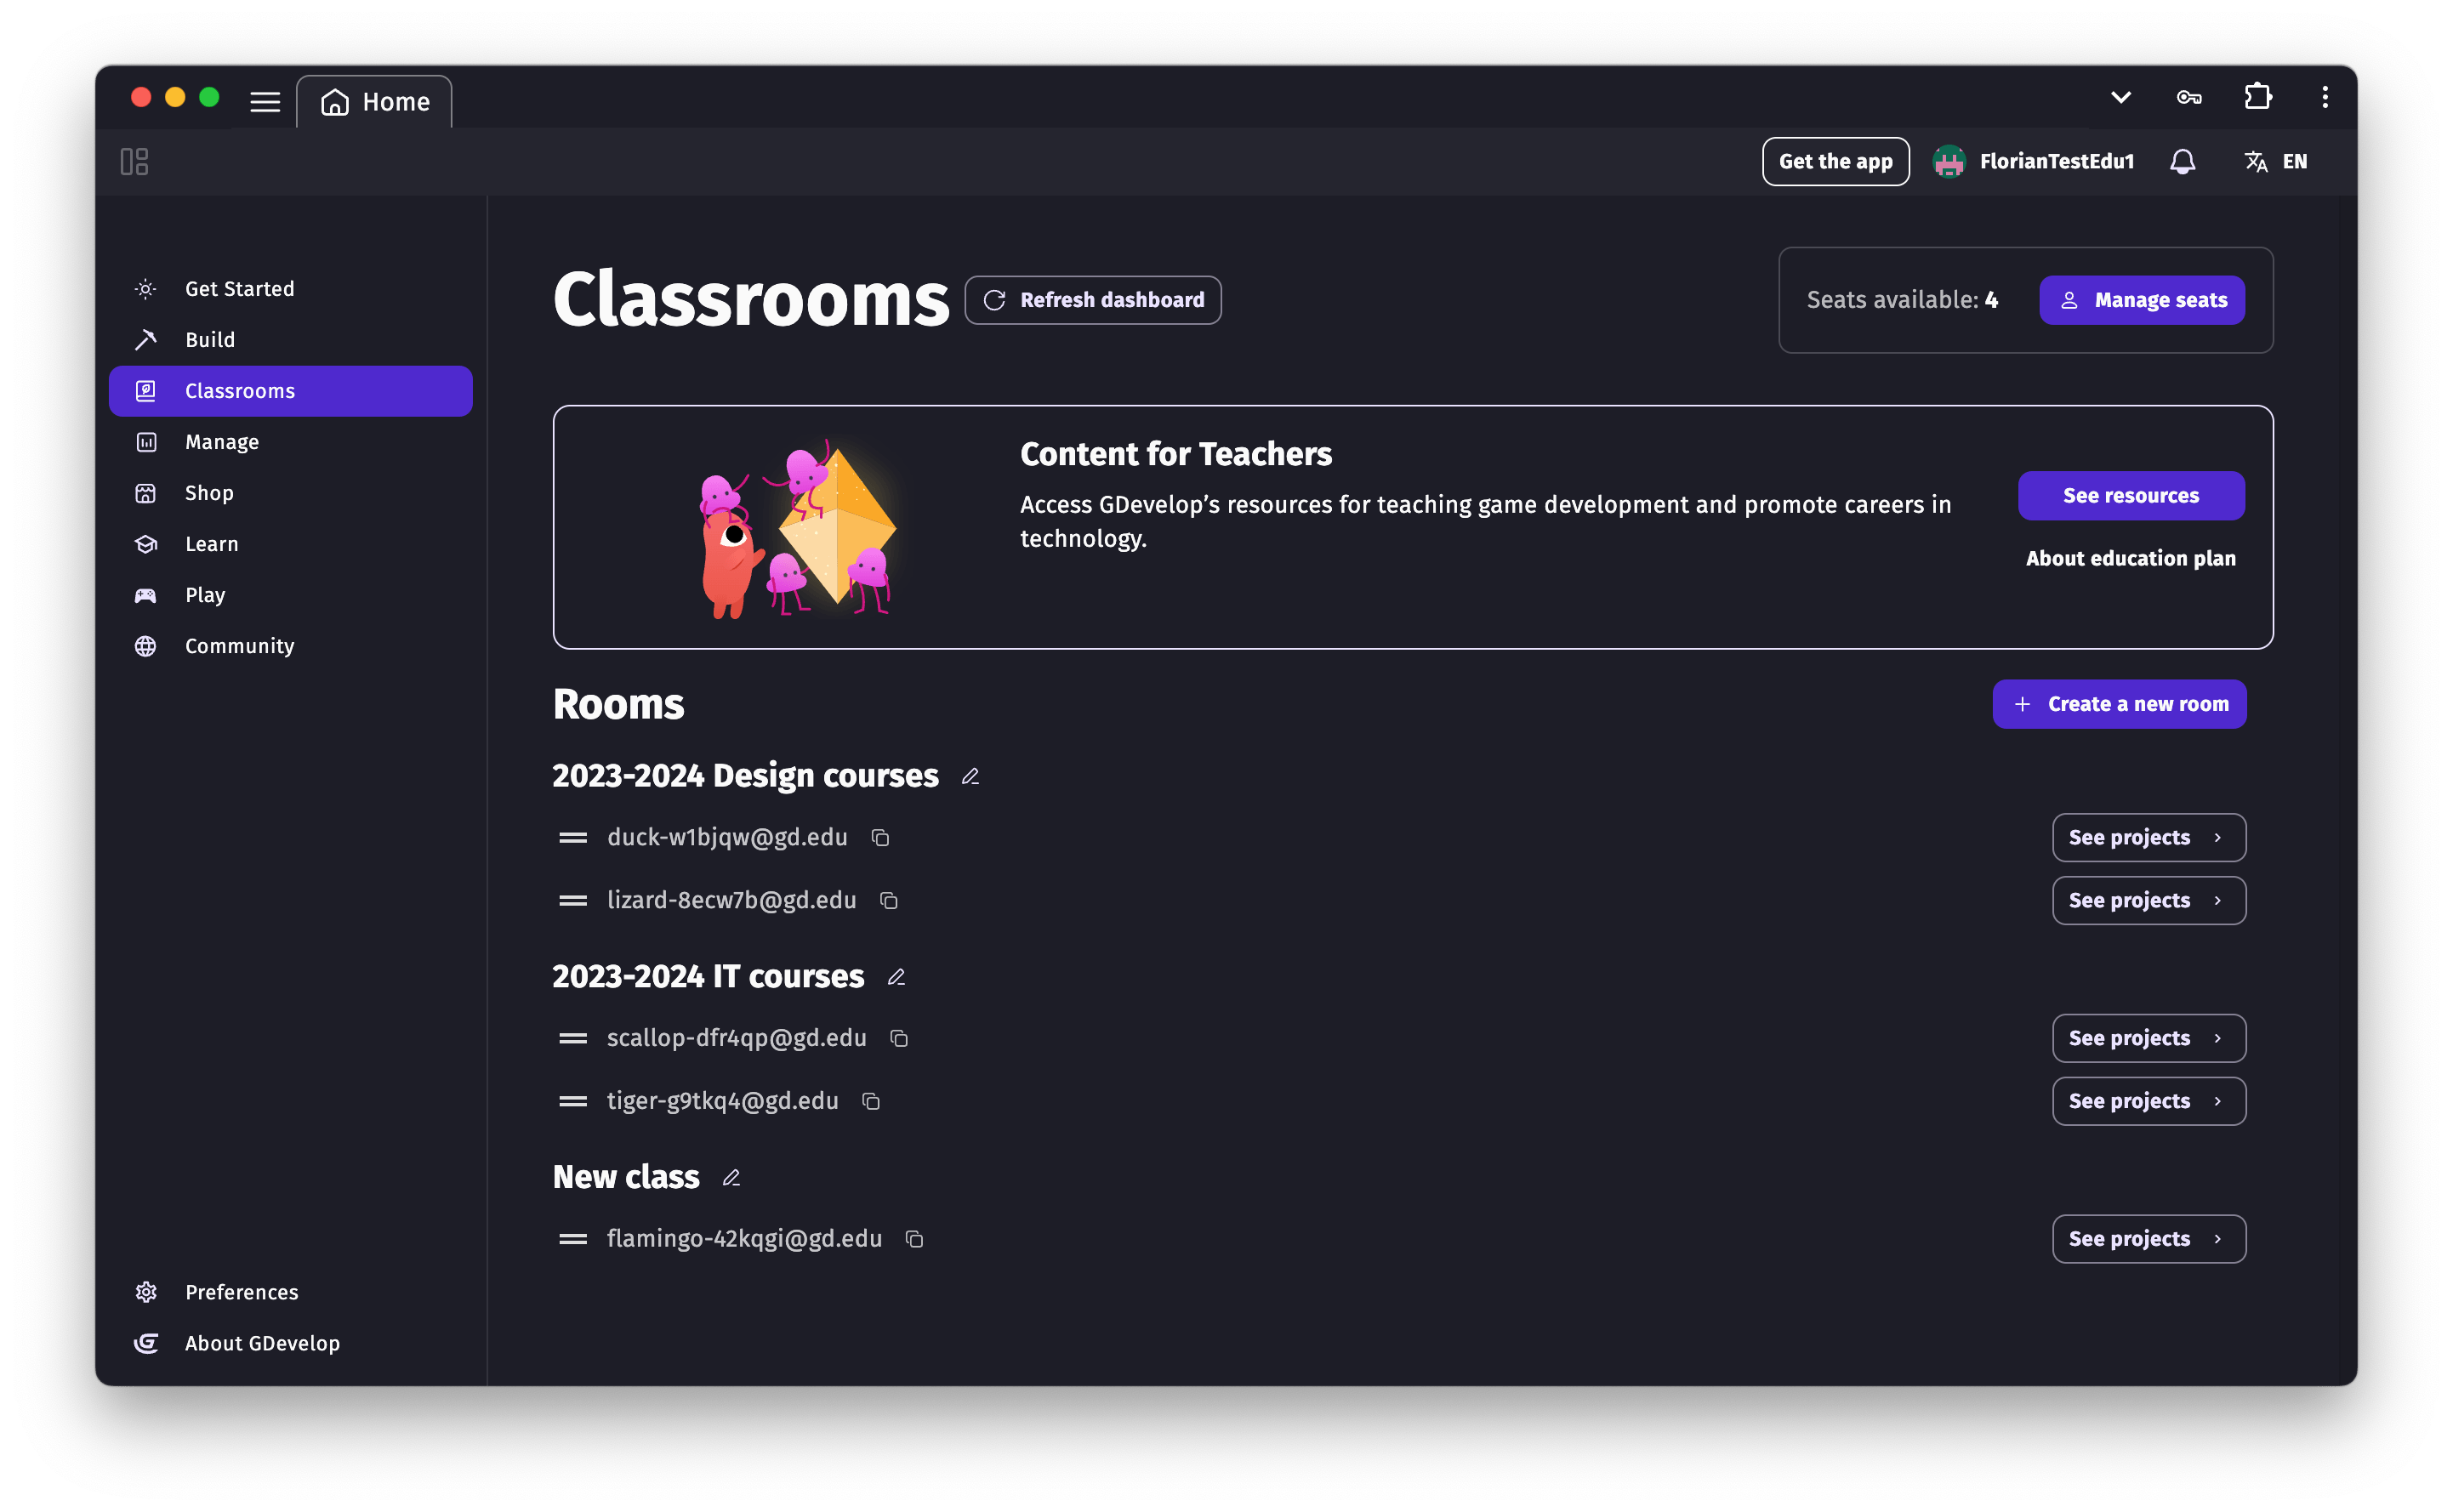 Home
Get the app
FlorianTestEdu1
EN
Get Started
Build
Classrooms
Manage
Shop
Learn
Play
Community
Preferences
About GDevelop
Classrooms
Refresh dashboard
Seats available: 4
Manage seats
Content for Teachers
Access GDevelop’s resources for teaching game development and promote careers in
technology.
See resources
About education plan
Rooms
Create a new room
2023-2024 Design courses
duck-w1bjqw@gd.edu
See projects
lizard-8ecw7b@gd.edu
See projects
2023-2024 IT courses
scallop-dfr4qp@gd.edu
See projects
tiger-g9tkq4@gd.edu
See projects
New class
flamingo-42kqgi@gd.edu
See projects